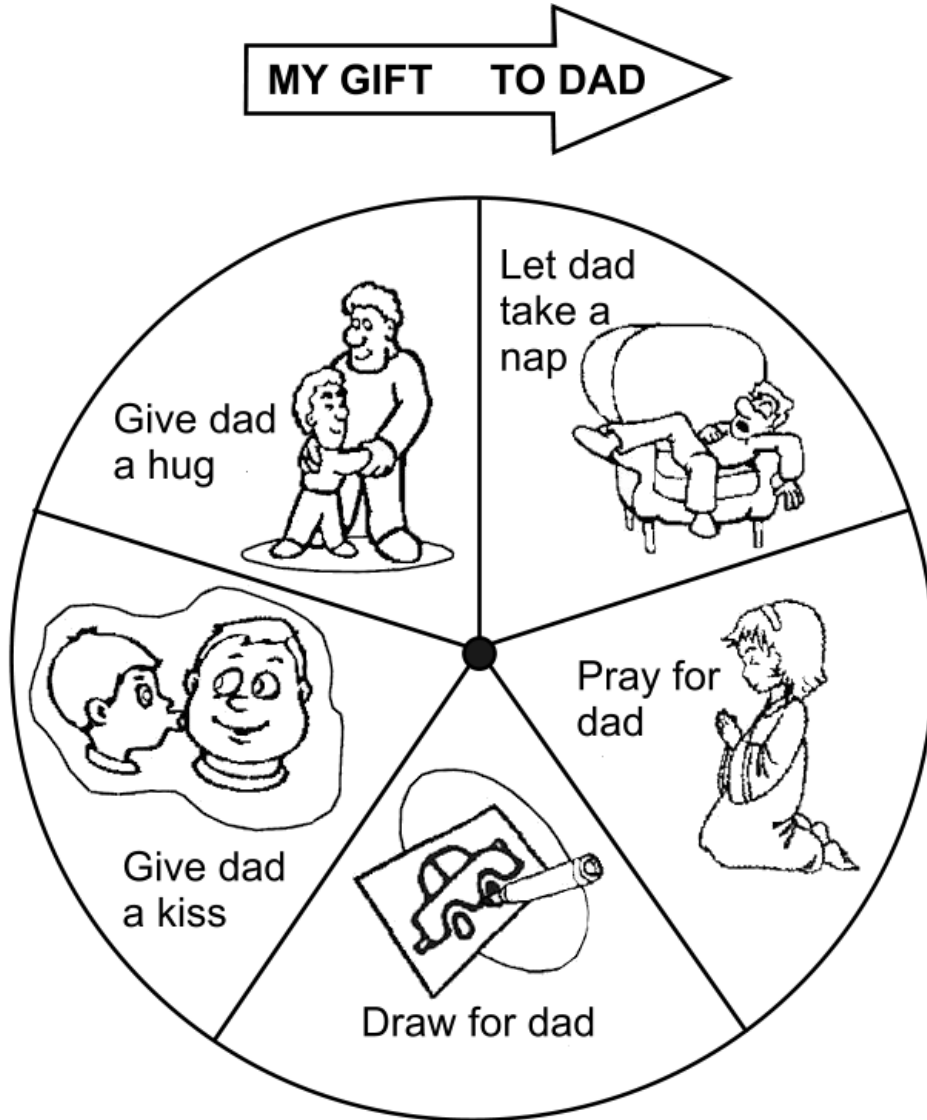 MY GIFT TO DAD
Let dad
take a
nap
Give dad
a hug
Pray for
dad
Give dad
a kiss
Draw for dad